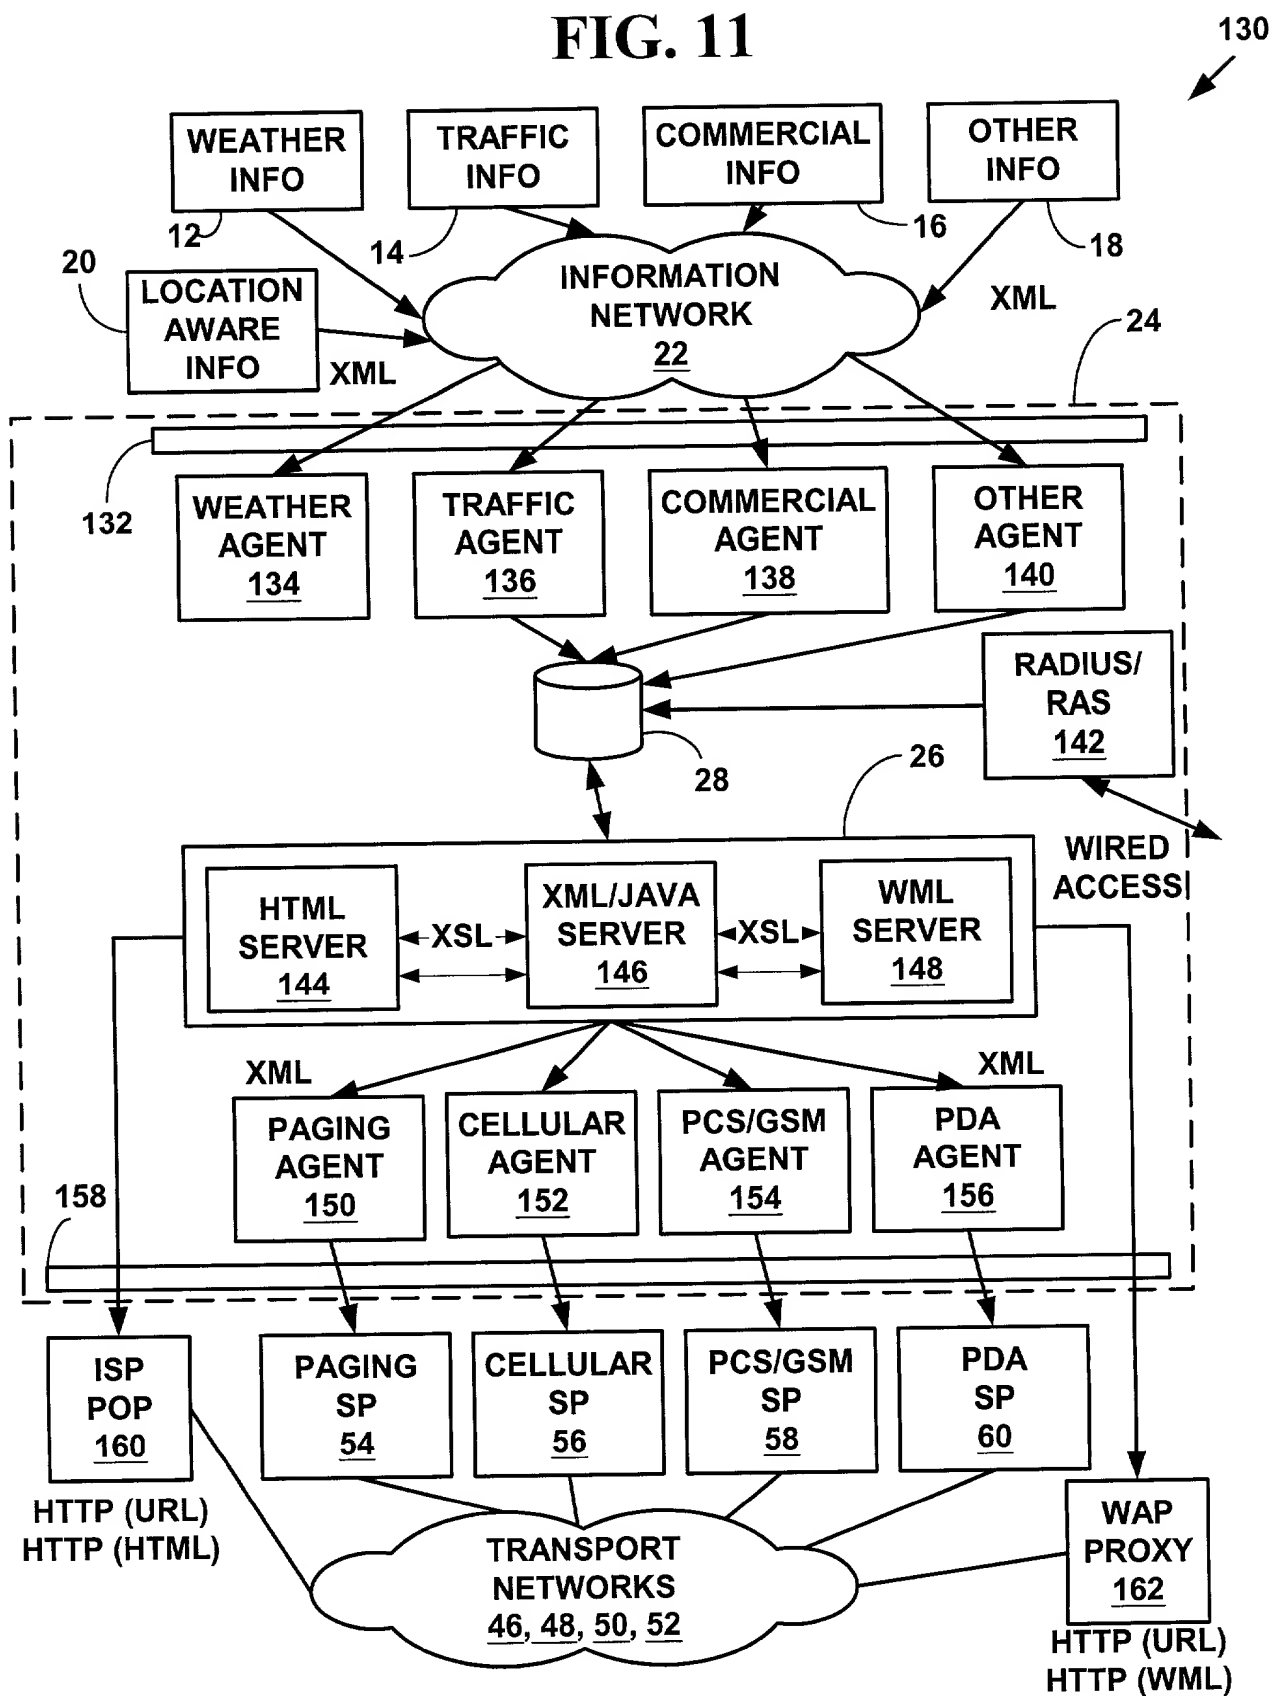 FIG. 11
130
WEATHER
INFO
TRAFFIC
INFO
COMMERCIAL
INFO
OTHER
INFO
12
14
16
18
20
LOCATION
AWARE
INFO
XML
INFORMATION
NETWORK
22
XML
24
132
WEATHER
AGENT
134
TRAFFIC
AGENT
136
COMMERCIAL
AGENT
138
OTHER
AGENT
140
RADIUS/
RAS
142
28
26
WIRED
ACCESS
HTML
SERVER
144
XSL
XML/JAVA
SERVER
146
XSL
WML
SERVER
148
XML
XML
PAGING
AGENT
150
CELLULAR
AGENT
152
PCS/GSM
AGENT
154
PDA
AGENT
156
158
ISP
POP
160
PAGING
SP
54
CELLULAR
SP
56
PCS/GSM
SP
58
PDA
SP
60
HTTP (URL)
HTTP (HTML)
TRANSPORT
NETWORKS
46, 48, 50, 52
WAP
PROXY
162
HTTP (URL)
HTTP (WML)